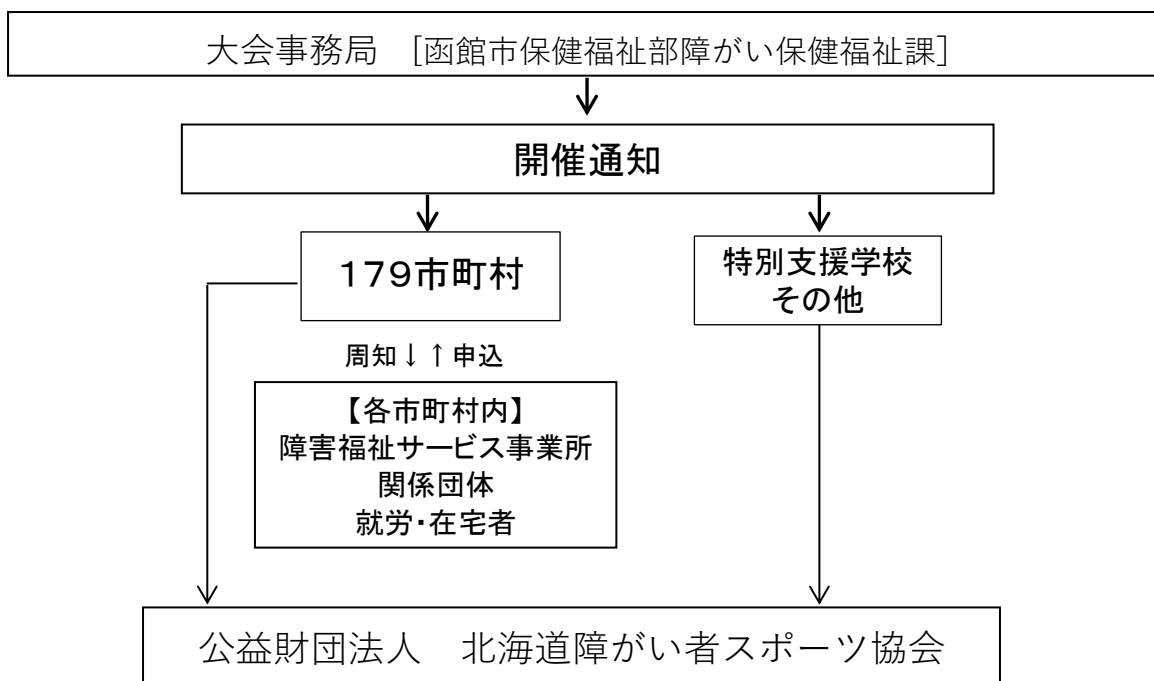 大会事務局　[函館市保健福祉部障がい保健福祉課]
開催通知
１７９市町村
特別支援学校
その他
周知↓↑申込
【各市町村内】
障害福祉サービス事業所
関係団体
就労・在宅者
公益財団法人　北海道障がい者スポーツ協会